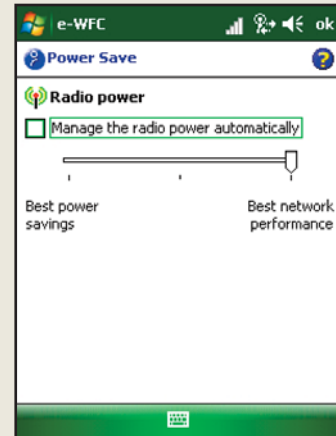 e-WFC ok
Power Save
Radio power
Manage the radio power automatically
Best power
savings
Best network
performance